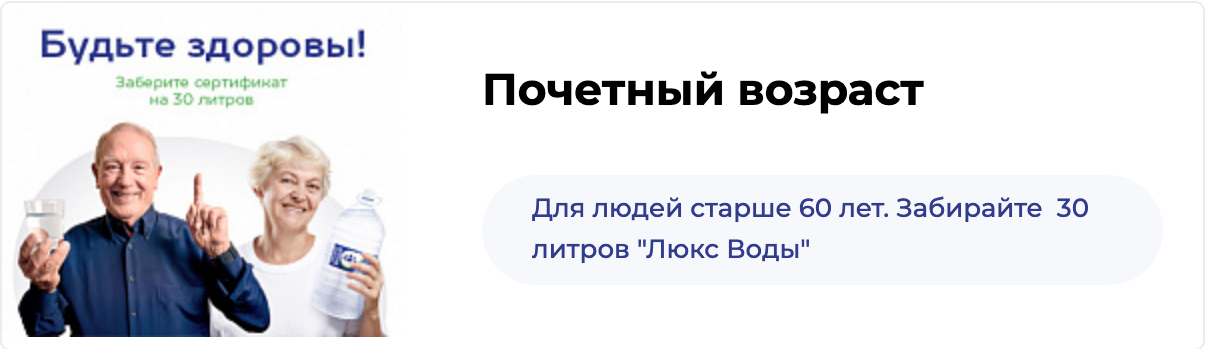 Будьте здоровы!
Заберите сертификат
на 30 литров
Почетный возраст
Для людей старше 60 лет. Забирайте  30
литров "Люкс Воды"